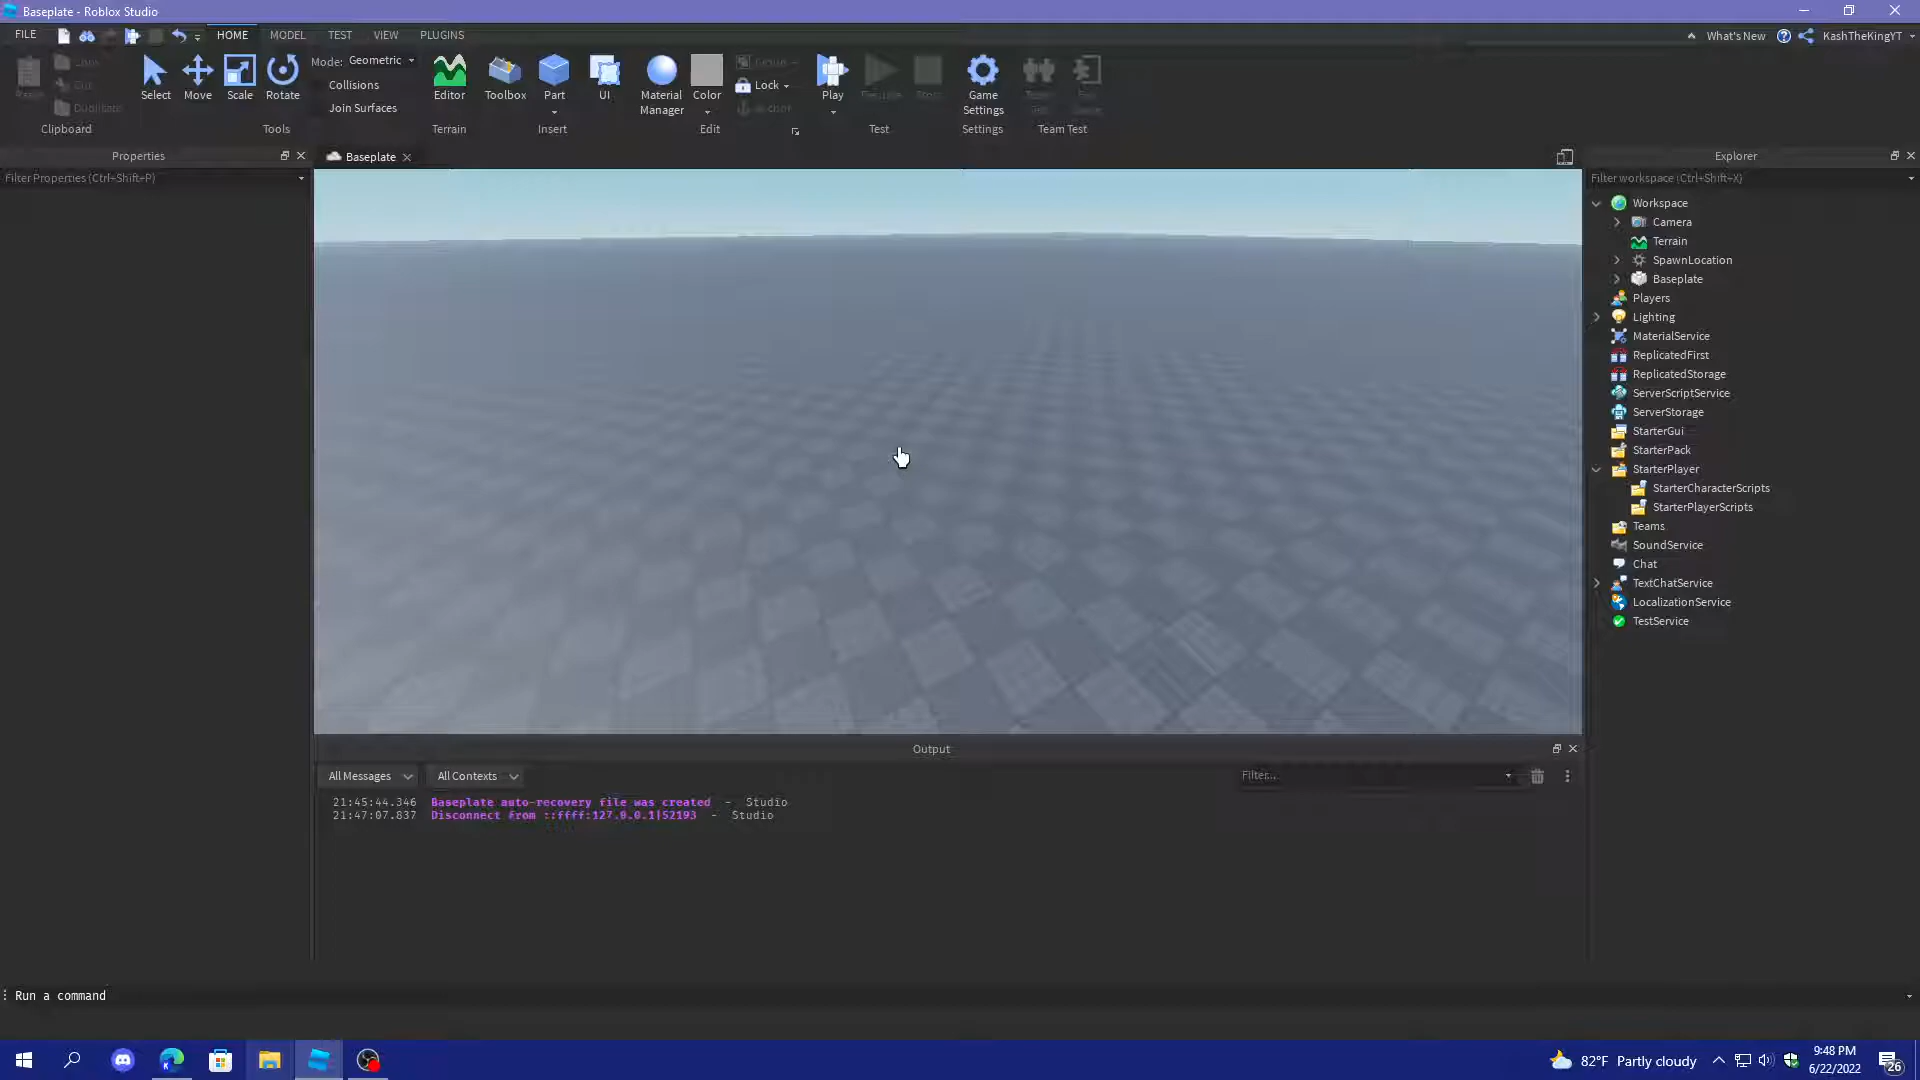 Baseplate - Roblox Studio
FILE HOME MODEL TEST VIEW PLUGINS What's New KashTheKingYT
Mode: Geometric
Collisions
Join Surfaces
Duplicate
Select Move Scale Rotate Editor Toolbox Part UI Material Manager Color Lock Play Game Settings
Clipboard Tools Terrain Insert Edit Test Settings Team Test
Properties
Filter Properties (Ctrl+Shift+P)
Baseplate
Explorer
Filter workspace (Ctrl+Shift+X)
Workspace
Camera
Terrain
SpawnLocation
Baseplate
Players
Lighting
MaterialService
ReplicatedFirst
ReplicatedStorage
ServerScriptService
ServerStorage
StarterGui
StarterPack
StarterPlayer
StarterCharacterScripts
StarterPlayerScripts
Teams
SoundService
Chat
TextChatService
LocalizationService
TestService
Output
All Messages All Contexts Filter...
21:45:44.346 Baseplate auto-recovery file was created - Studio
21:47:07.837 Disconnect from ::ffff:127.0.0.1|52193 - Studio
Run a command
82°F Partly cloudy
9:48 PM
6/22/2022
26